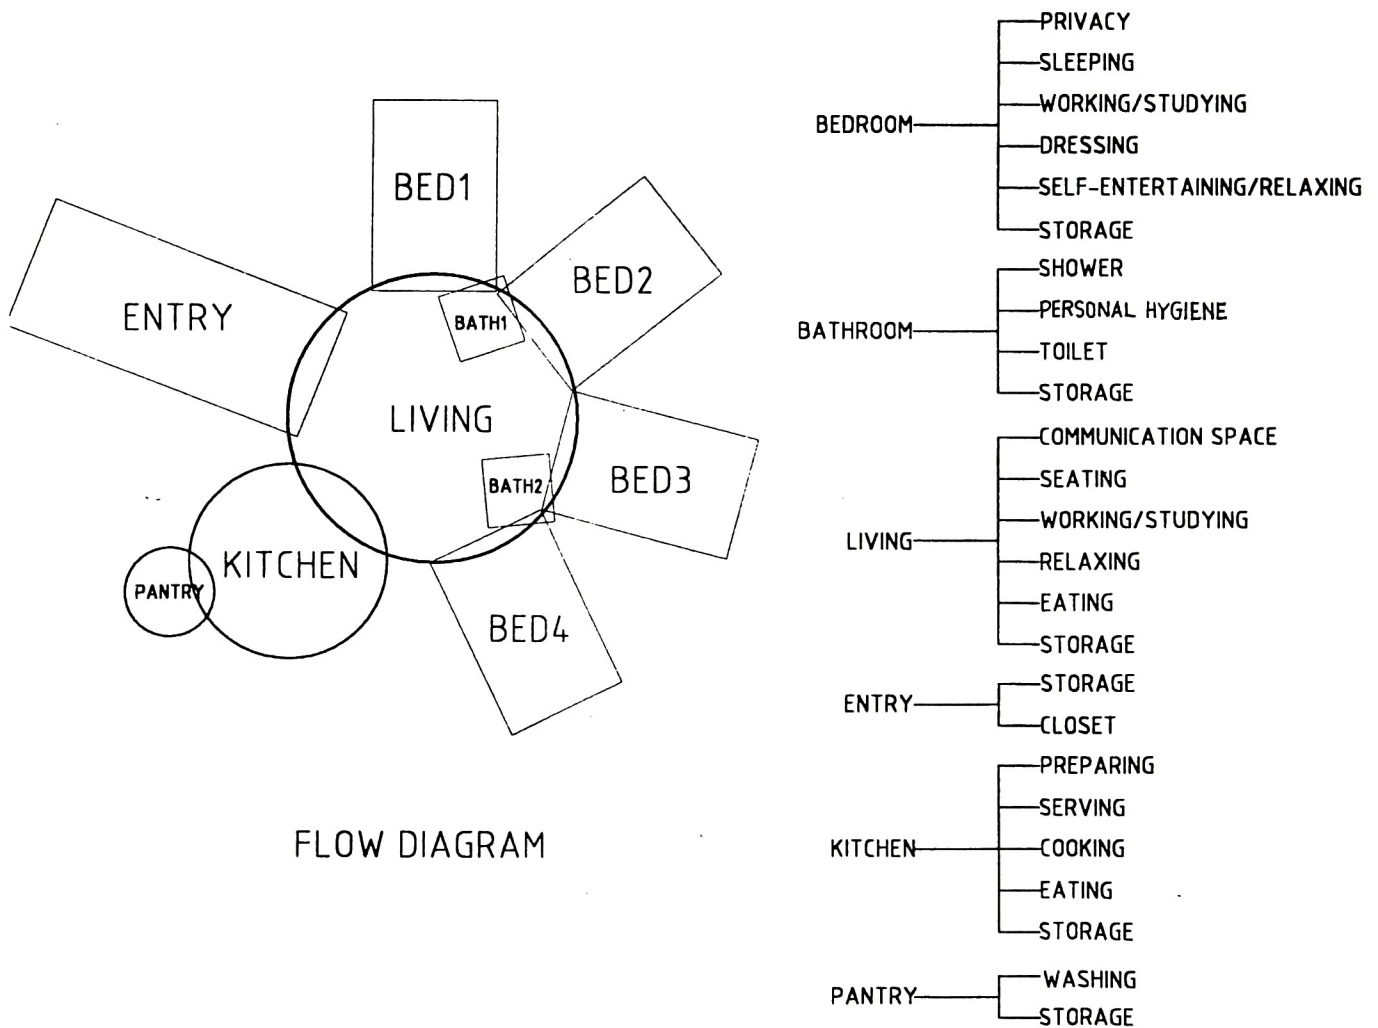 BED1
BED2
ENTRY
BATH1
LIVING
BATH2
BED3
KITCHEN
PANTRY
BED4
FLOW DIAGRAM
BEDROOM
PRIVACY
SLEEPING
WORKING/STUDYING
DRESSING
SELF-ENTERTAINING/RELAXING
STORAGE
BATHROOM
SHOWER
PERSONAL HYGIENE
TOILET
STORAGE
LIVING
COMMUNICATION SPACE
SEATING
WORKING/STUDYING
RELAXING
EATING
STORAGE
ENTRY
STORAGE
CLOSET
KITCHEN
PREPARING
SERVING
COOKING
EATING
STORAGE
PANTRY
WASHING
STORAGE